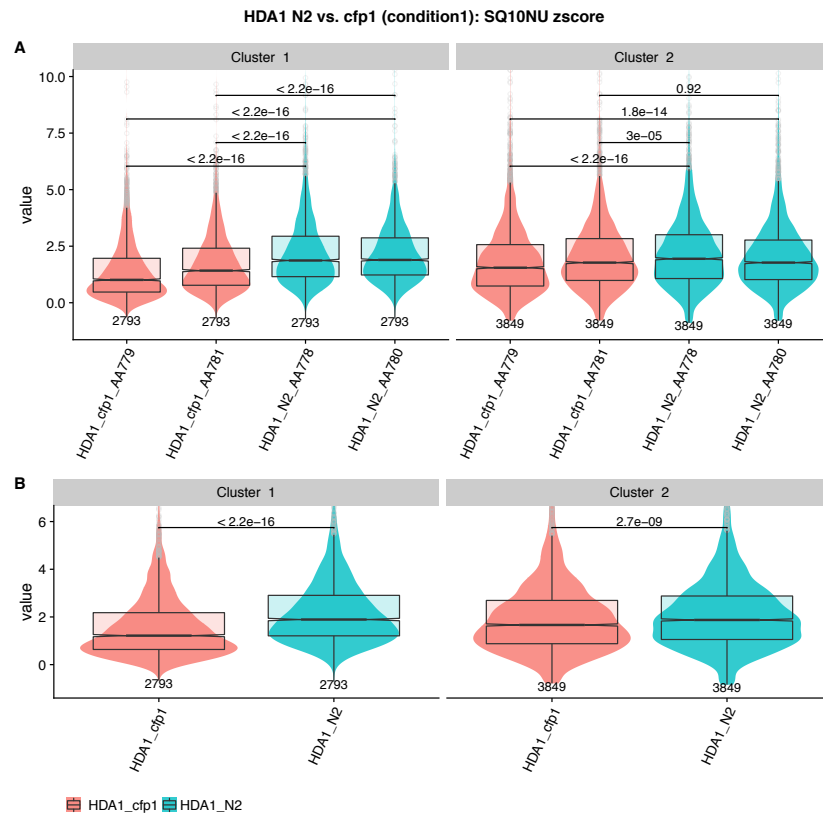 HDA1 N2 vs. cfp1 (condition1): SQ10NU zscore
A
Cluster 1
Cluster 2
value
10.0
7.5
5.0
2.5
0.0
< 2.2e-16
< 2.2e-16
< 2.2e-16
< 2.2e-16
0.92
1.8e-14
3e-05
< 2.2e-16
2793
2793
2793
2793
3849
3849
3849
3849
HDA1_cfp1_AA779
HDA1_cfp1_AA781
HDA1_N2_AA778
HDA1_N2_AA780
HDA1_cfp1_AA779
HDA1_cfp1_AA781
HDA1_N2_AA778
HDA1_N2_AA780
B
Cluster 1
Cluster 2
value
6
4
2
0
< 2.2e-16
2.7e-09
2793
2793
3849
3849
HDA1_cfp1
HDA1_N2
HDA1_cfp1
HDA1_N2
HDA1_cfp1 HDA1_N2